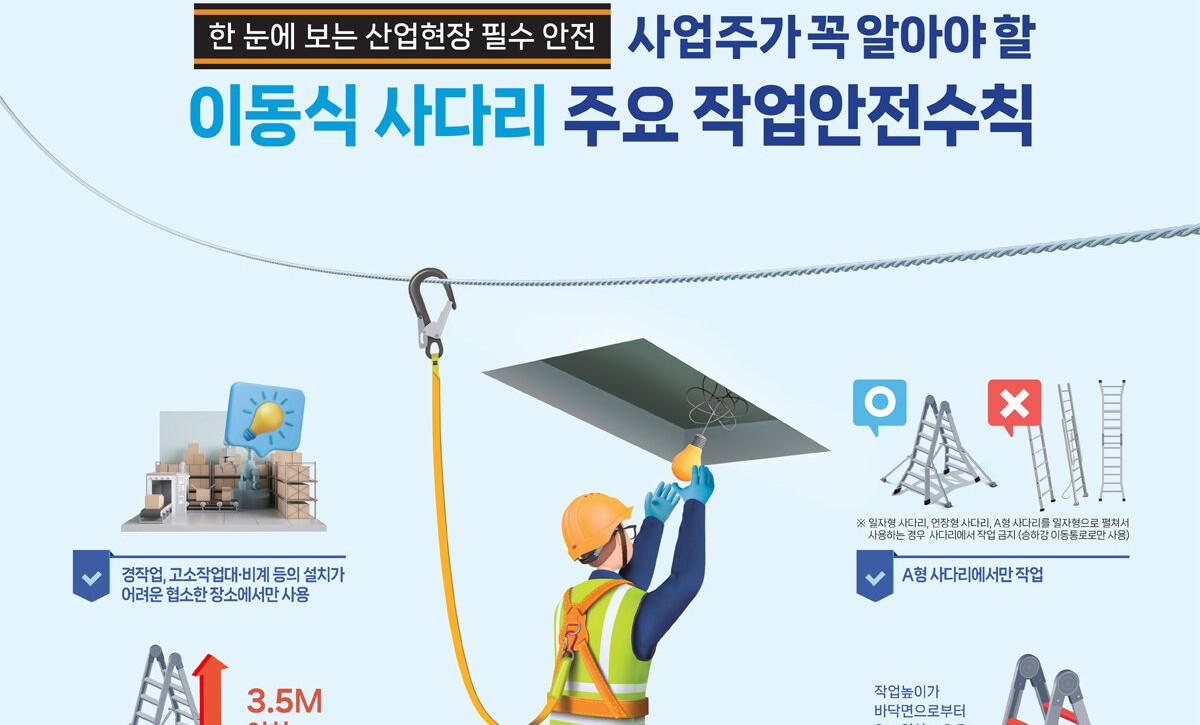 한 눈에 보는 산업현장 필수 안전
사업주가 꼭 알아야 할
이동식 사다리 주요 작업안전수칙
※ 일자형 사다리, 연장형 사다리, A형 사다리를 일자형으로 펼쳐서
사용하는 경우 사다리에서 작업 금지 (승하강 이동통로로만 사용)
경작업, 고소작업대·비계 등의 설치가
어려운 협소한 장소에서만 사용
A형 사다리에서만 작업
3.5M
작업높이가
바닥면으로부터